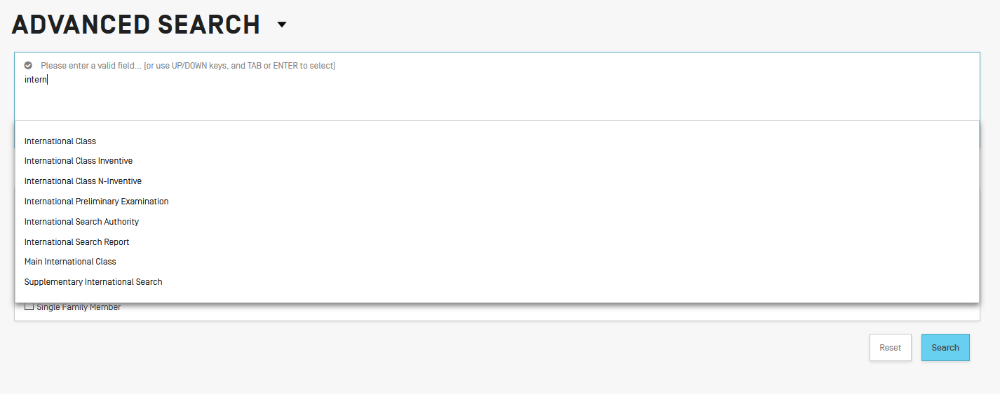 ADVANCED SEARCH
Please enter a valid field... (or use UP/DOWN keys, and TAB or ENTER to select)
intern
International Class
International Class Inventive
International Class N-Inventive
International Preliminary Examination
International Search Authority
International Search Report
Main International Class
Supplementary International Search
Single Family Member
Reset Search